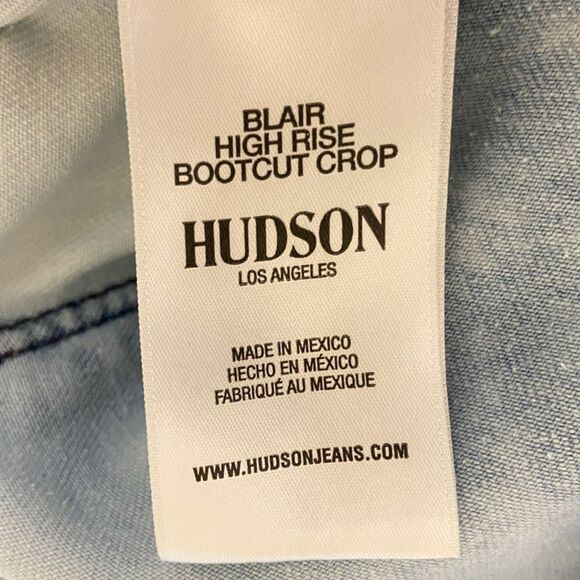 BLAIR
HIGH RISE
BOOTCUT CROP
HUDSON
LOS ANGELES
MADE IN MEXICO
HECHO EN MÉXICO
FABRIQUÉ AU MEXIQUE
WWW.HUDSONJEANS.COM